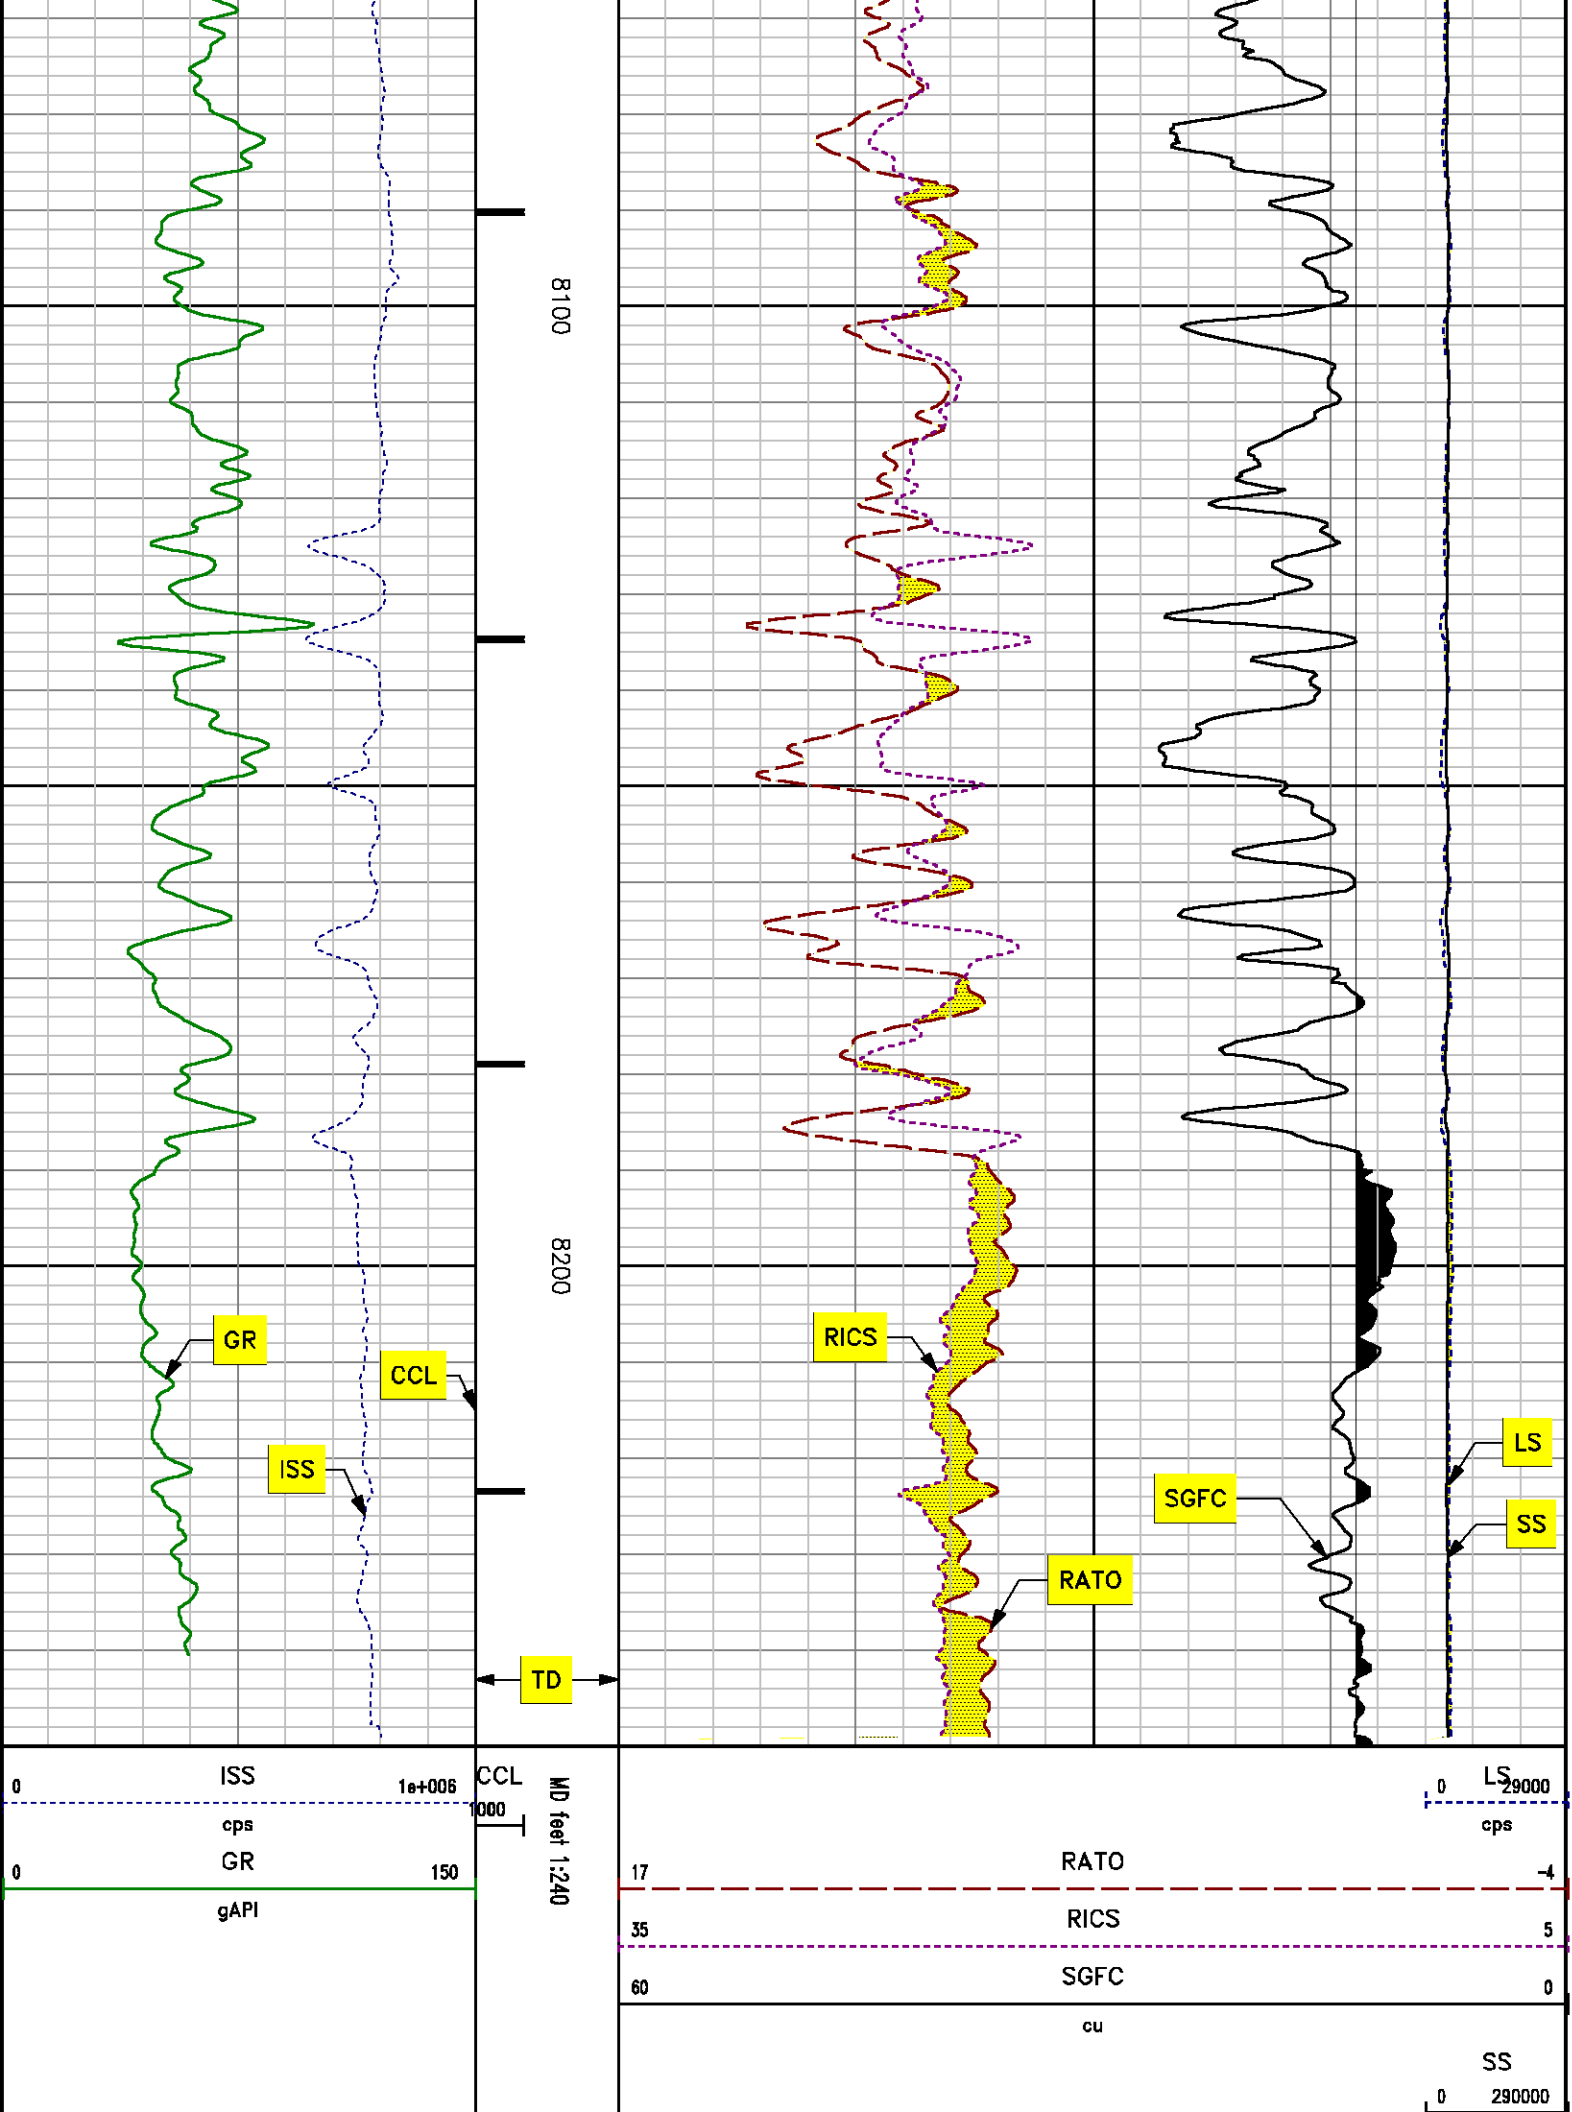 8100
8200
GR
CCL
ISS
RICS
RATO
SGFC
LS
SS
TD
0 ISS 1e+006
cps
0 GR 150
gAPI
CCL
1000
MD feet 1:240
LS
0 29000
cps
RATO
17 -4
RICS
35 5
SGFC
60 0
cu
SS
0 290000